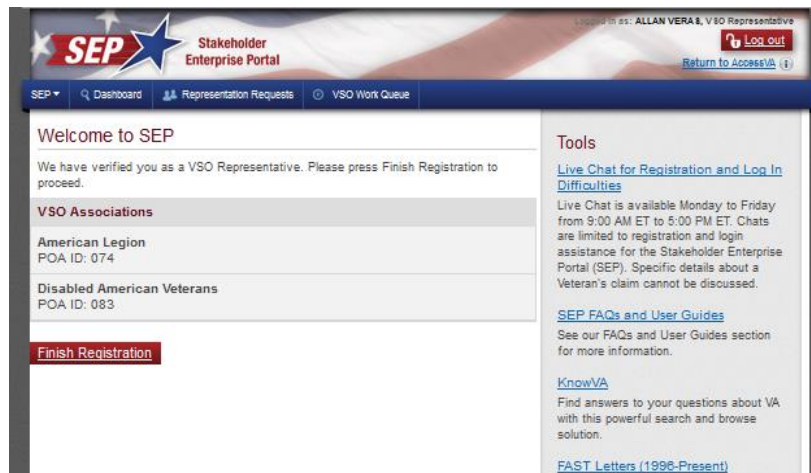 Logged in as: ALLAN VERA 8, VSO Representative
SEP
Stakeholder
Enterprise Portal
Log out
Return to AccessVA
SEP
Dashboard
Representation Requests
VSO Work Queue
Welcome to SEP
We have verified you as a VSO Representative. Please press Finish Registration to
proceed.
VSO Associations
American Legion
POA ID: 074
Disabled American Veterans
POA ID: 083
Finish Registration
Tools
Live Chat for Registration and Log In
Difficulties
Live Chat is available Monday to Friday
from 9:00 AM ET to 5:00 PM ET. Chats
are limited to registration and login
assistance for the Stakeholder Enterprise
Portal (SEP). Specific details about a
Veteran's claim cannot be discussed.
SEP FAQs and User Guides
See our FAQs and User Guides section
for more information.
KnowVA
Find answers to your questions about VA
with this powerful search and browse
solution.
FAST Letters (1996-Present)